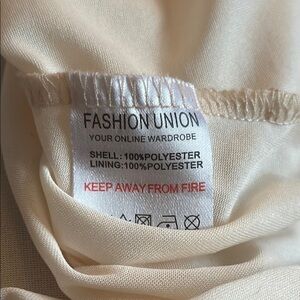 FASHION UNION
YOUR ONLINE WARDROBE
SHELL: 100%POLYESTER
LINING:100%POLYESTER
KEEP AWAY FROM FIRE